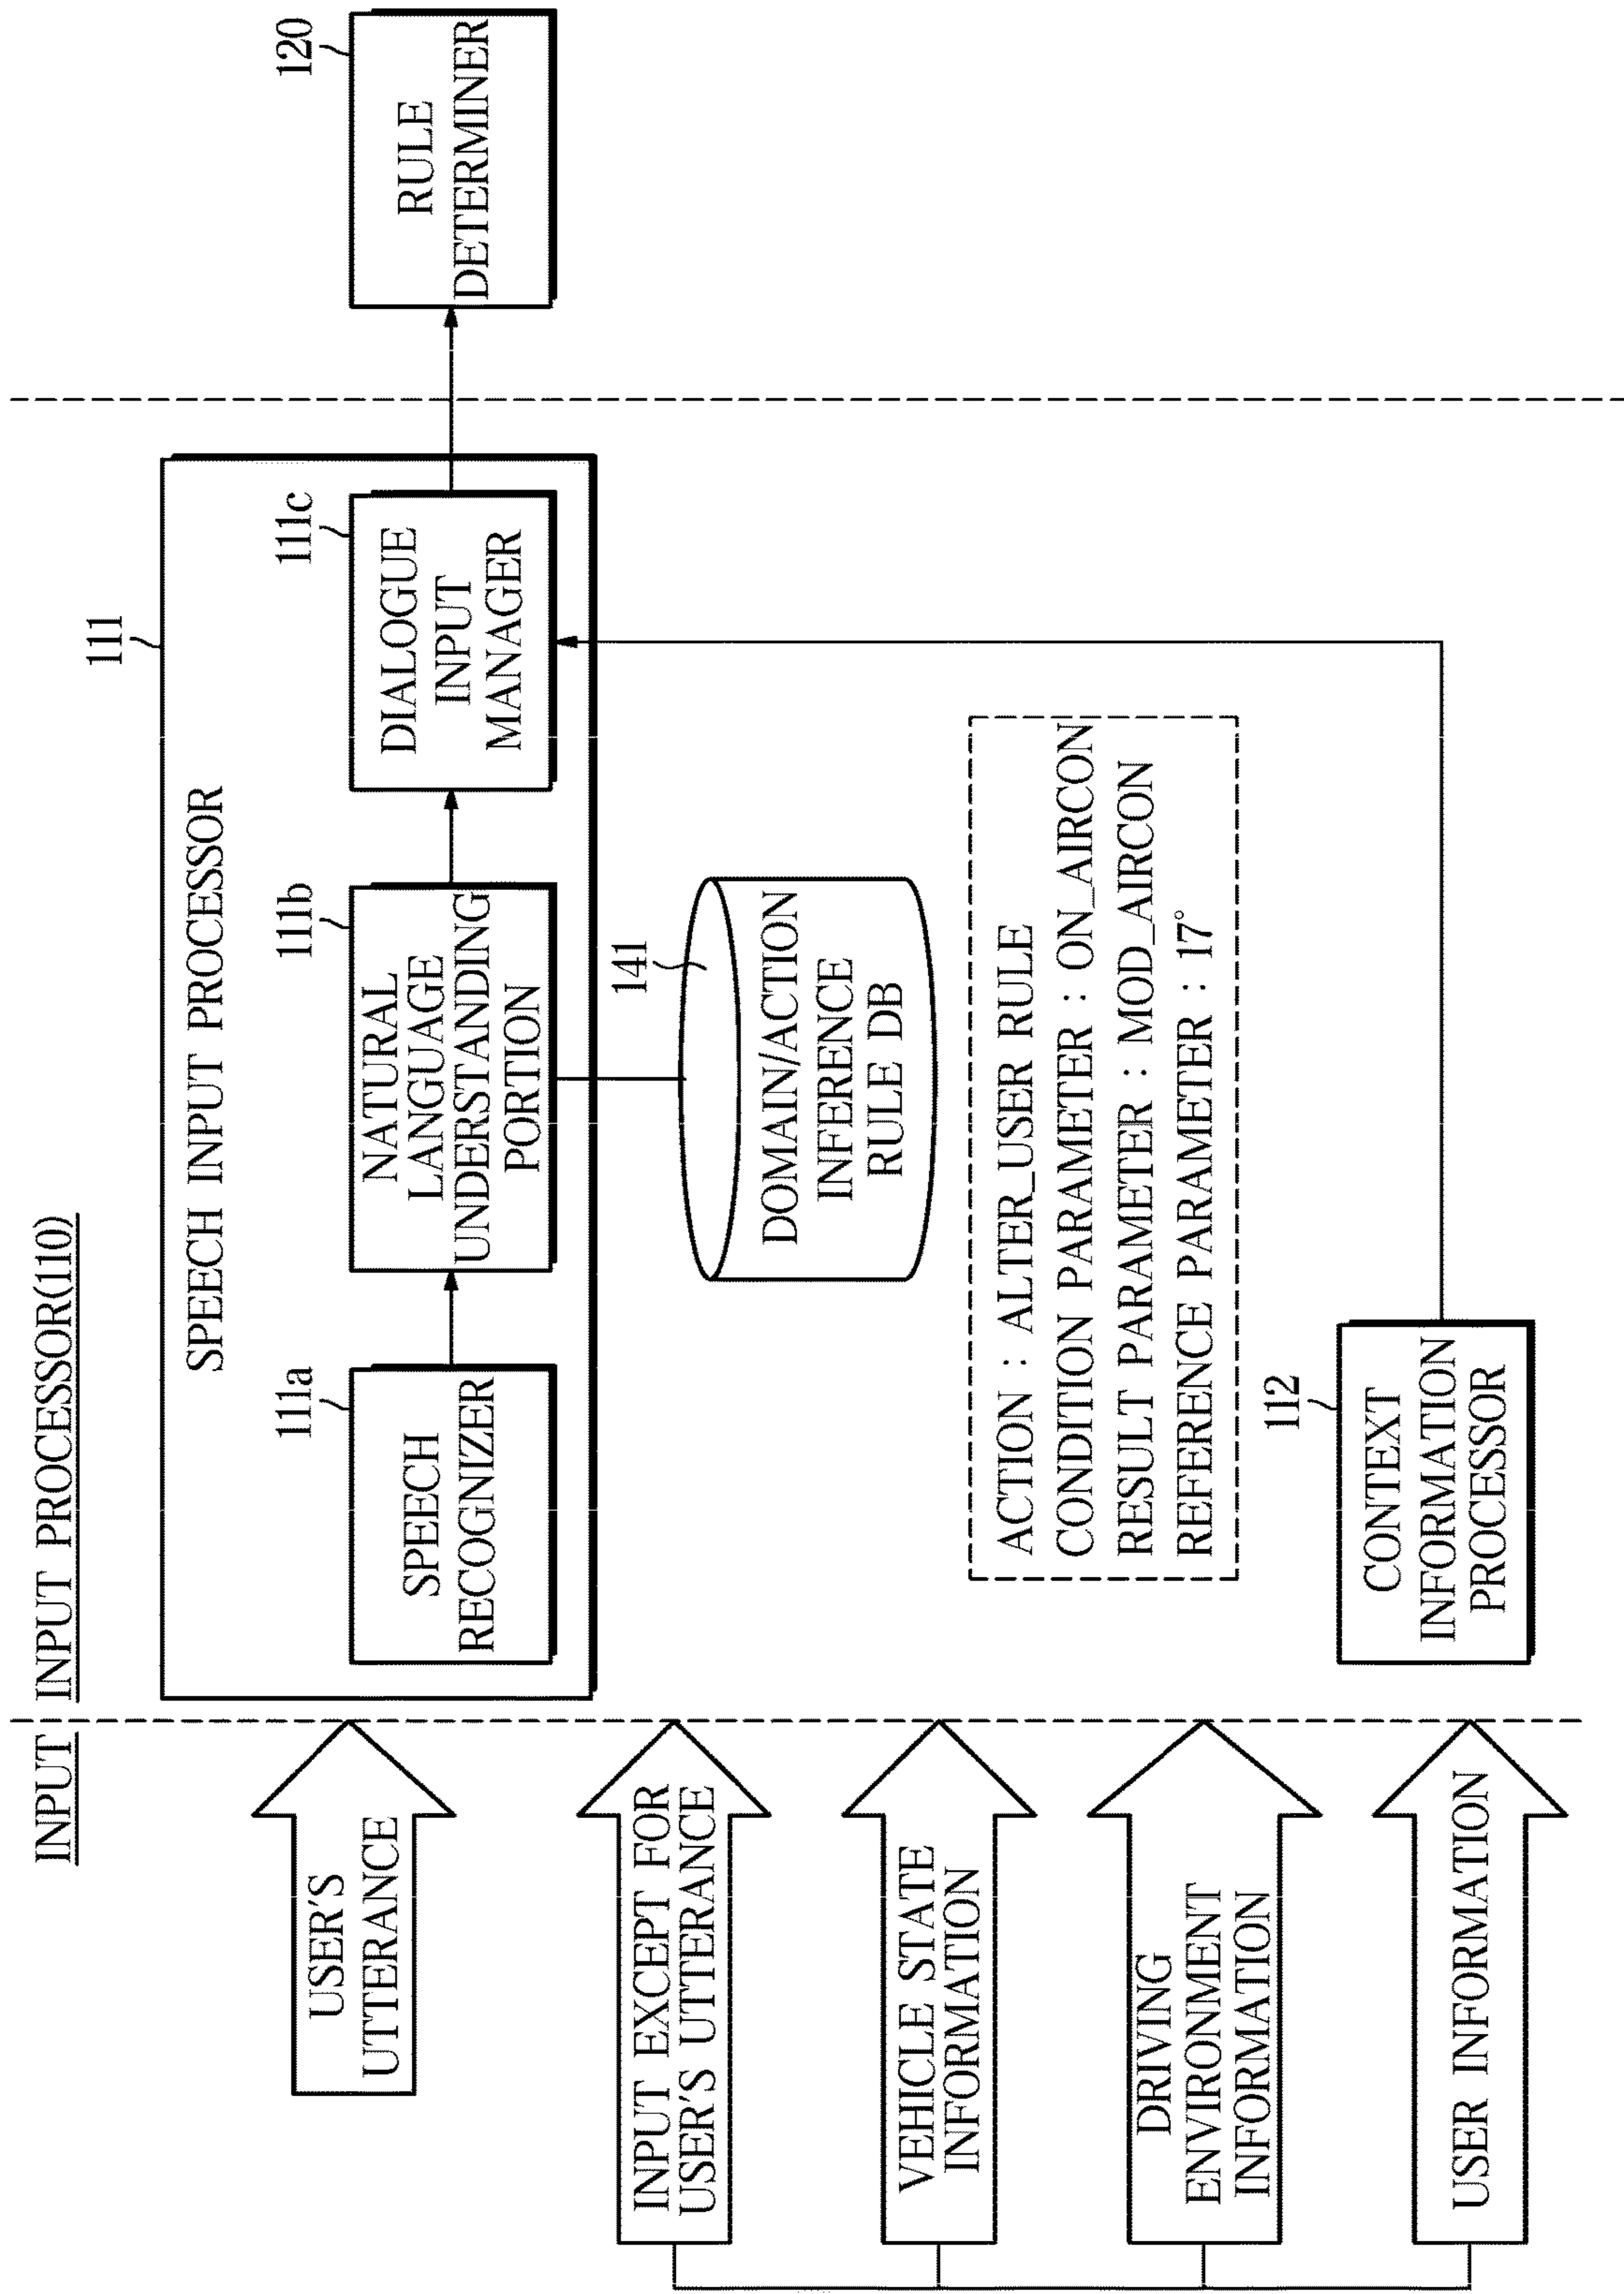 INPUT
INPUT PROCESSOR(110)
111
SPEECH INPUT PROCESSOR
USER'S
UTTERANCE
111a
SPEECH
RECOGNIZER
111b
NATURAL
LANGUAGE
UNDERSTANDING
PORTION
111c
DIALOGUE
INPUT
MANAGER
120
RULE
DETERMINER
INPUT EXCEPT FOR
USER'S UTTERANCE
141
DOMAIN/ACTION
INFERENCE
RULE DB
VEHICLE STATE
INFORMATION
ACTION : ALTER_USER RULE
CONDITION PARAMETER : ON_AIRCON
RESULT PARAMETER : MOD_AIRCON
REFERENCE PARAMETER : 17°
DRIVING
ENVIRONMENT
INFORMATION
112
CONTEXT
INFORMATION
PROCESSOR
USER INFORMATION